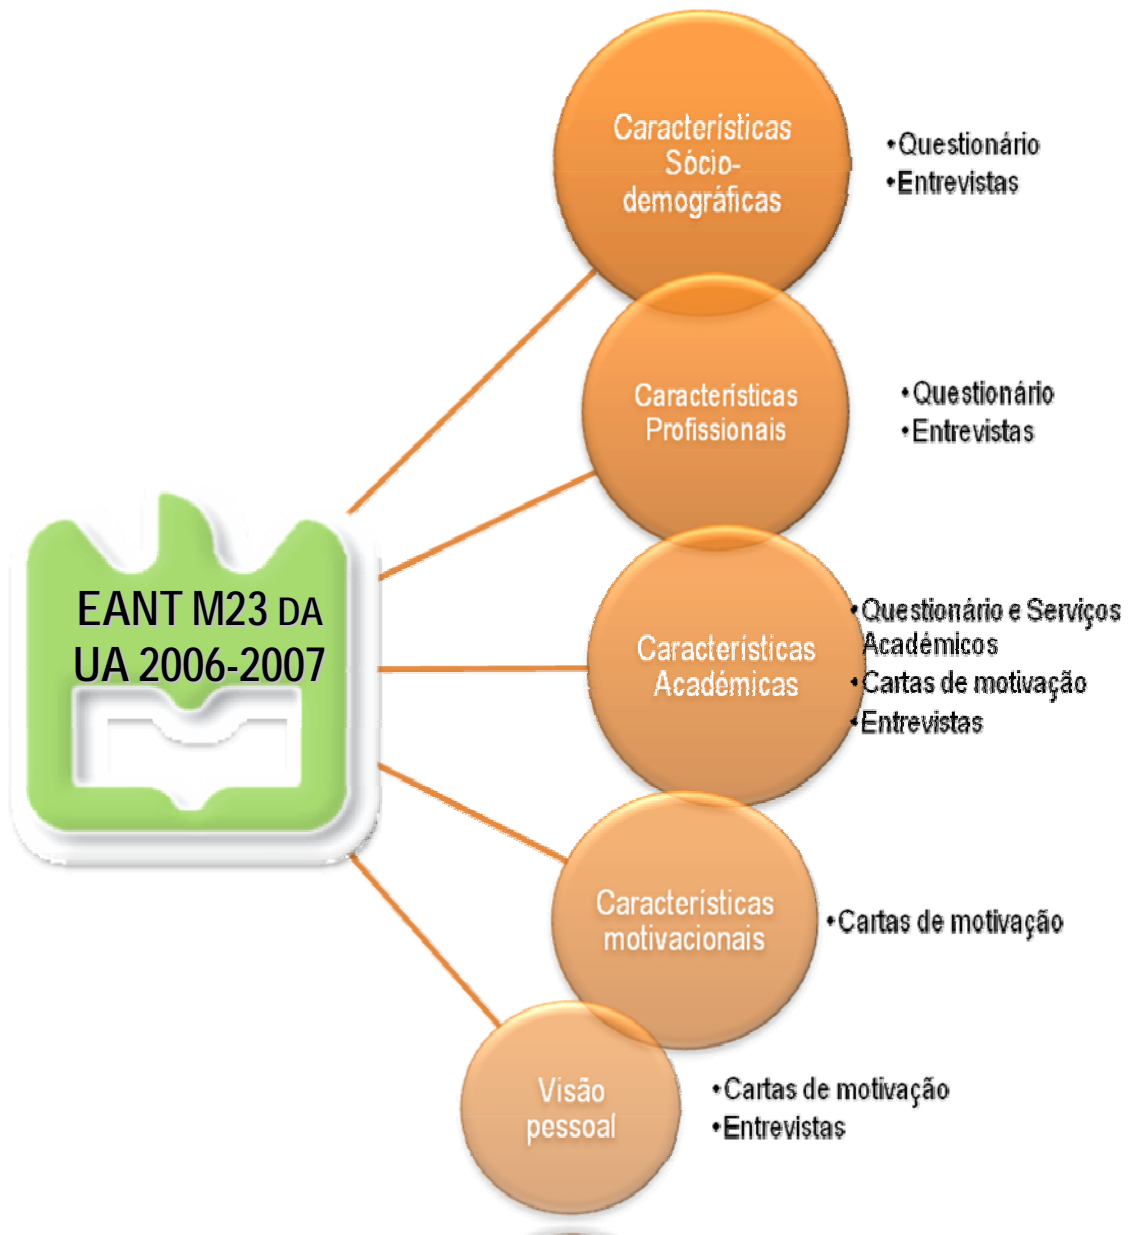 Características
Sócio-
demográficas
• Questionário
• Entrevistas
Características
Profissionais
• Questionário
• Entrevistas
EANT M23 DA
UA 2006-2007
Características
Académicas
• Questionário e Serviços
Académicos
• Cartas de motivação
• Entrevistas
Características
motivacionais
• Cartas de motivação
Visão
pessoal
• Cartas de motivação
• Entrevistas